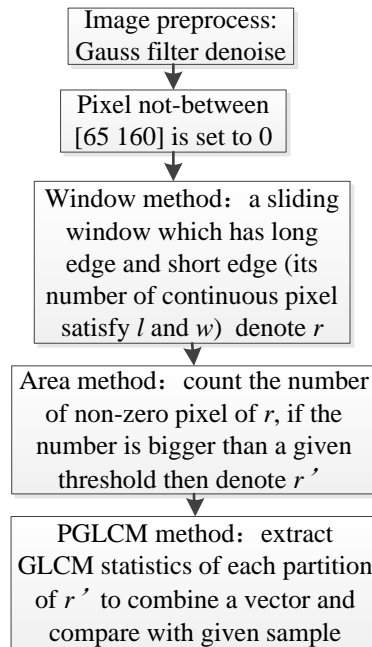 Image preprocess:
Gauss filter denoise
Pixel not-between
[65 160] is set to 0
Window method：a sliding
window which has long
edge and short edge (its
number of continuous pixel
satisfy l and w) denote r
Area method：count the number
of non-zero pixel of r, if the
number is bigger than a given
threshold then denote r′
PGLCM method：extract
GLCM statistics of each partition
of r′ to combine a vector and
compare with given sample